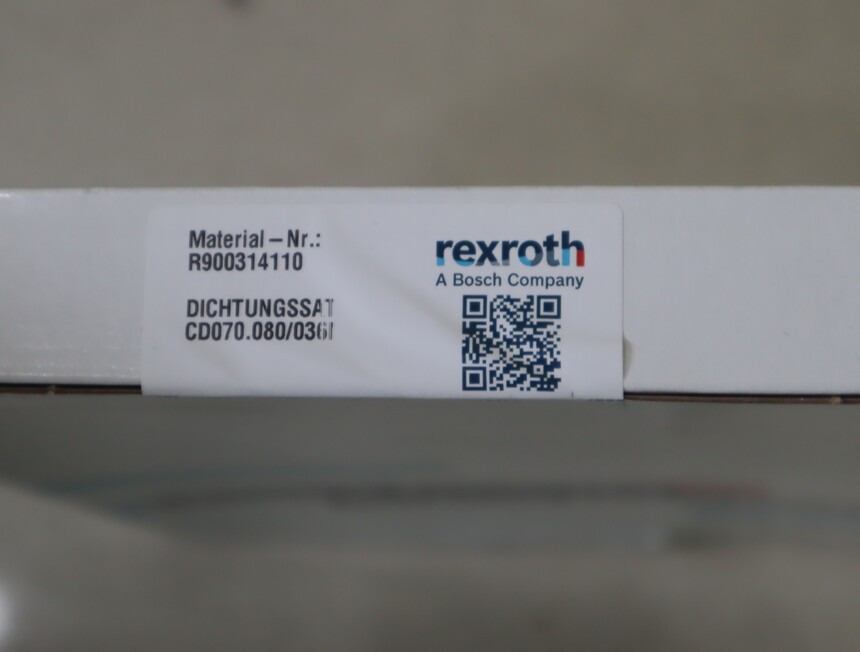 Material – Nr.:
R900314110
DICHTUNGSSAT
CD070.080/036
rexroth
A Bosch Company